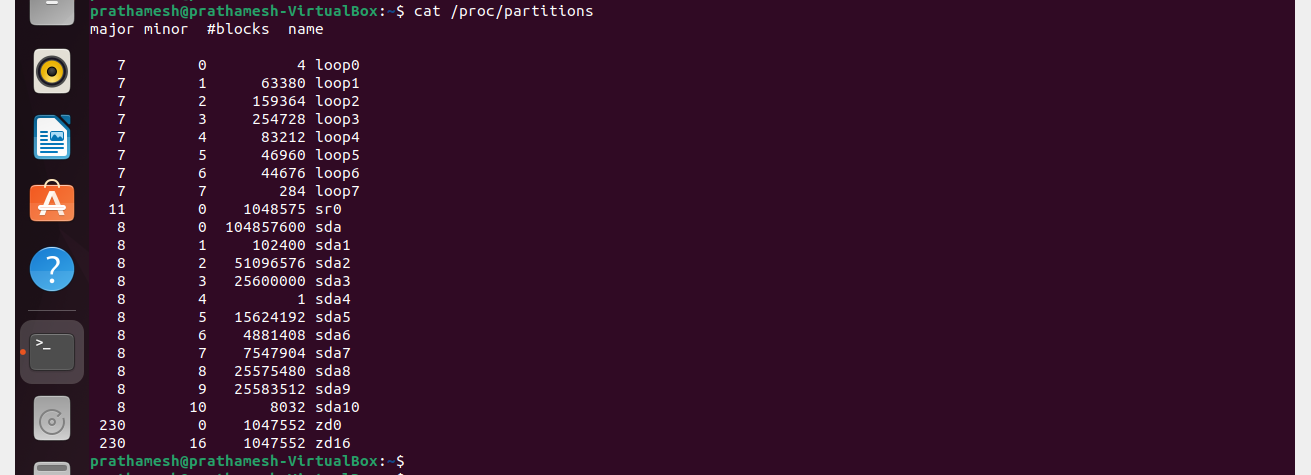 prathamesh@prathamesh-VirtualBox:~$ cat /proc/partitions
major minor  #blocks  name
7        0          4 loop0
7        1      63380 loop1
7        2     159364 loop2
7        3     254728 loop3
7        4      83212 loop4
7        5      46960 loop5
7        6      44676 loop6
7        7        284 loop7
11        0    1048575 sr0
8        0  104857600 sda
8        1     102400 sda1
8        2   51096576 sda2
8        3   25600000 sda3
8        4          1 sda4
8        5   15624192 sda5
8        6    4881408 sda6
8        7    7547904 sda7
8        8   25575480 sda8
8        9   25583512 sda9
8       10       8032 sda10
230        0    1047552 zd0
230       16    1047552 zd16
prathamesh@prathamesh-VirtualBox:~$